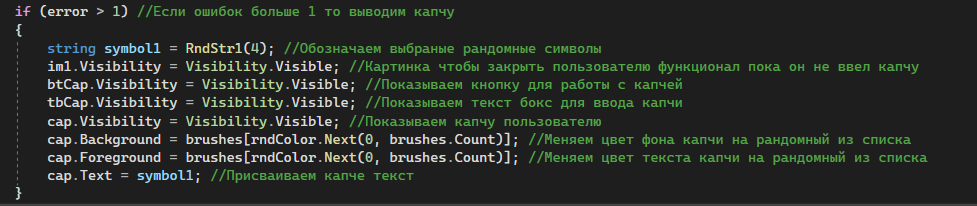 if (error > 1) //Если ошибок больше 1 то выводим капчу
{
string symbol1 = RndStr1(4); //Обозначаем выбраные рандомные символы
im1.Visibility = Visibility.Visible; //Картинка чтобы закрыть пользователю функционал пока он не ввел капчу
btCap.Visibility = Visibility.Visible; //Показываем кнопку для работы с капчей
tbCap.Visibility = Visibility.Visible; //Показываем текст бокс для ввода капчи
cap.Visibility = Visibility.Visible; //Показываем капчу пользователю
cap.Background = brushes[rndColor.Next(0, brushes.Count)]; //Меняем цвет фона капчи на рандомный из списка
cap.Foreground = brushes[rndColor.Next(0, brushes.Count)]; //Меняем цвет текста капчи на рандомный из списка
cap.Text = symbol1; //Присваиваем капче текст
}